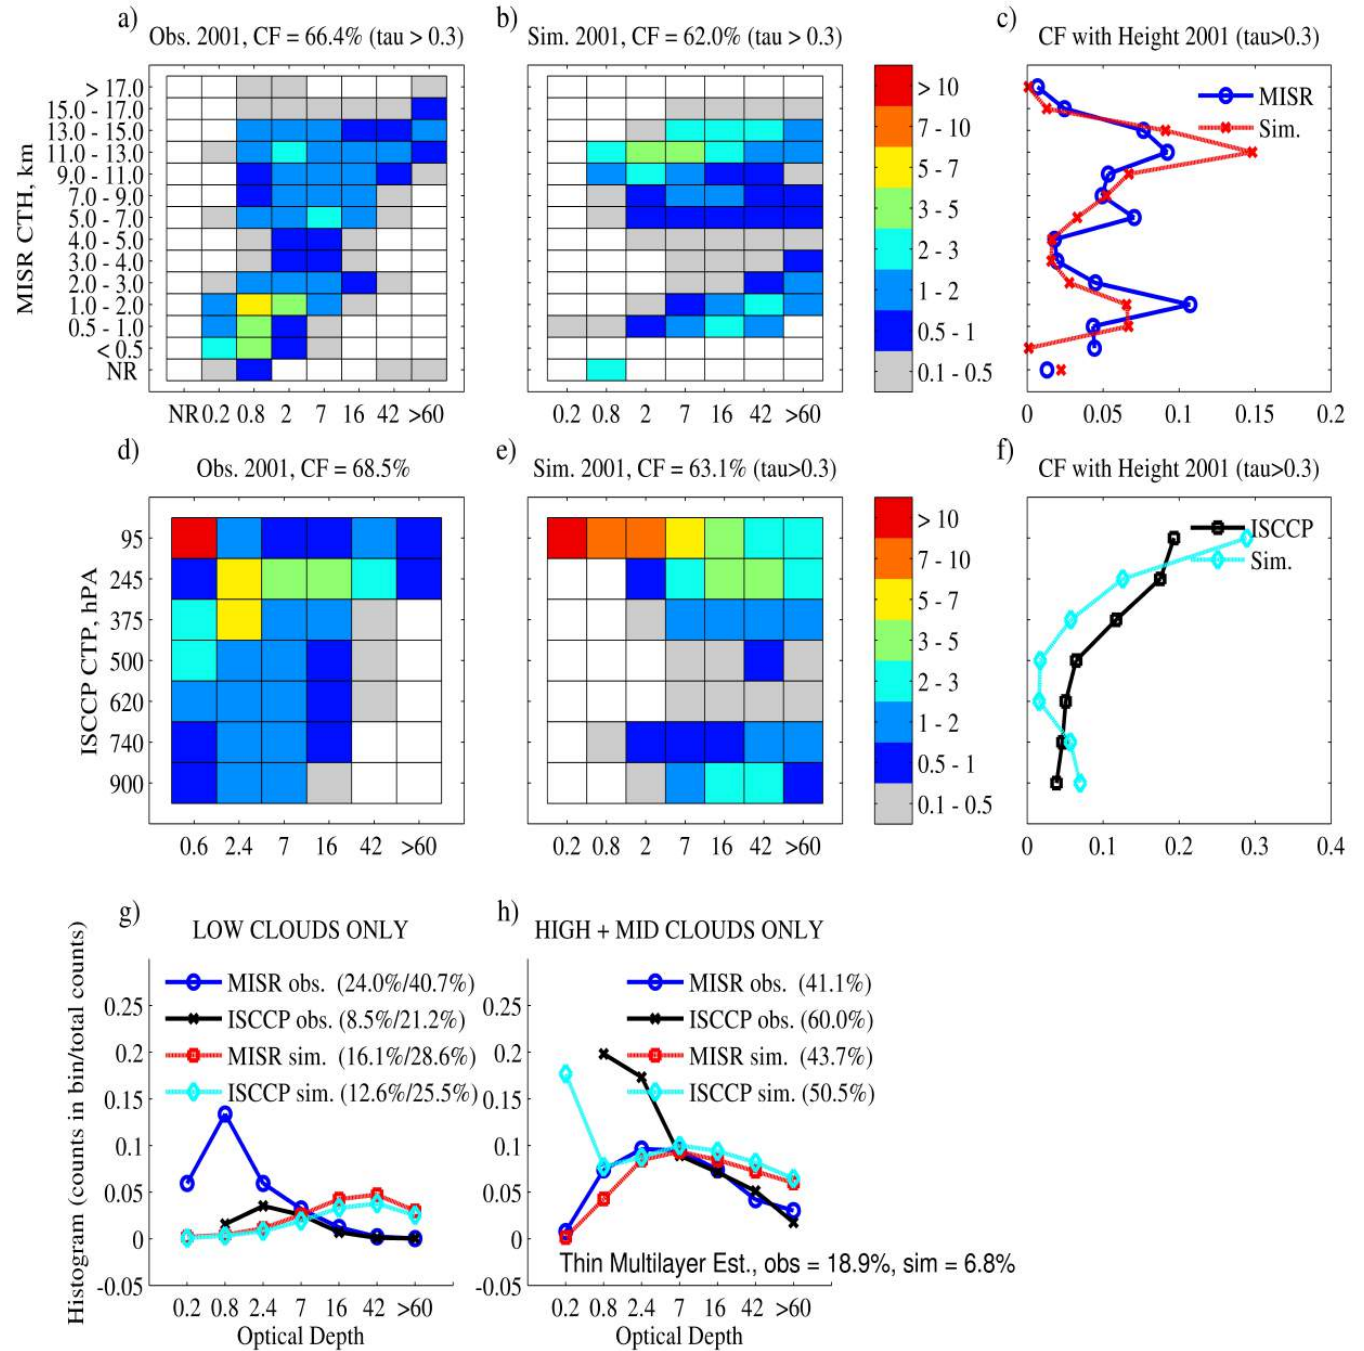 a)
Obs. 2001, CF = 66.4% (tau > 0.3)
b)
Sim. 2001, CF = 62.0% (tau > 0.3)
c)
CF with Height 2001 (tau>0.3)
MISR CTH, km
> 17.0
15.0 - 17.0
13.0 - 15.0
11.0 - 13.0
9.0 - 11.0
7.0 - 9.0
5.0 - 7.0
4.0 - 5.0
3.0 - 4.0
2.0 - 3.0
1.0 - 2.0
0.5 - 1.0
< 0.5
NR
NR 0.2 0.8 2 7 16 42 >60
0.2 0.8 2 7 16 42 >60
> 10
7 - 10
5 - 7
3 - 5
2 - 3
1 - 2
0.5 - 1
0.1 - 0.5
MISR
Sim.
0 0.05 0.1 0.15 0.2
d)
Obs. 2001, CF = 68.5%
e)
Sim. 2001, CF = 63.1% (tau>0.3)
f)
CF with Height 2001 (tau>0.3)
ISCCP CTP, hPA
95
245
375
500
620
740
900
0.6 2.4 7 16 42 >60
0.2 0.8 2 7 16 42 >60
> 10
7 - 10
5 - 7
3 - 5
2 - 3
1 - 2
0.5 - 1
0.1 - 0.5
ISCCP
Sim.
0 0.1 0.2 0.3 0.4
g)
LOW CLOUDS ONLY
Histogram (counts in bin/total counts)
MISR obs. (24.0%/40.7%)
ISCCP obs. (8.5%/21.2%)
MISR sim. (16.1%/28.6%)
ISCCP sim. (12.6%/25.5%)
0.25
0.2
0.15
0.1
0.05
0
-0.05
0.2 0.8 2.4 7 16 42 >60
Optical Depth
h)
HIGH + MID CLOUDS ONLY
MISR obs. (41.1%)
ISCCP obs. (60.0%)
MISR sim. (43.7%)
ISCCP sim. (50.5%)
0.25
0.2
0.15
0.1
0.05
0
-0.05
Thin Multilayer Est., obs = 18.9%, sim = 6.8%
0.2 0.8 2.4 7 16 42 >60
Optical Depth